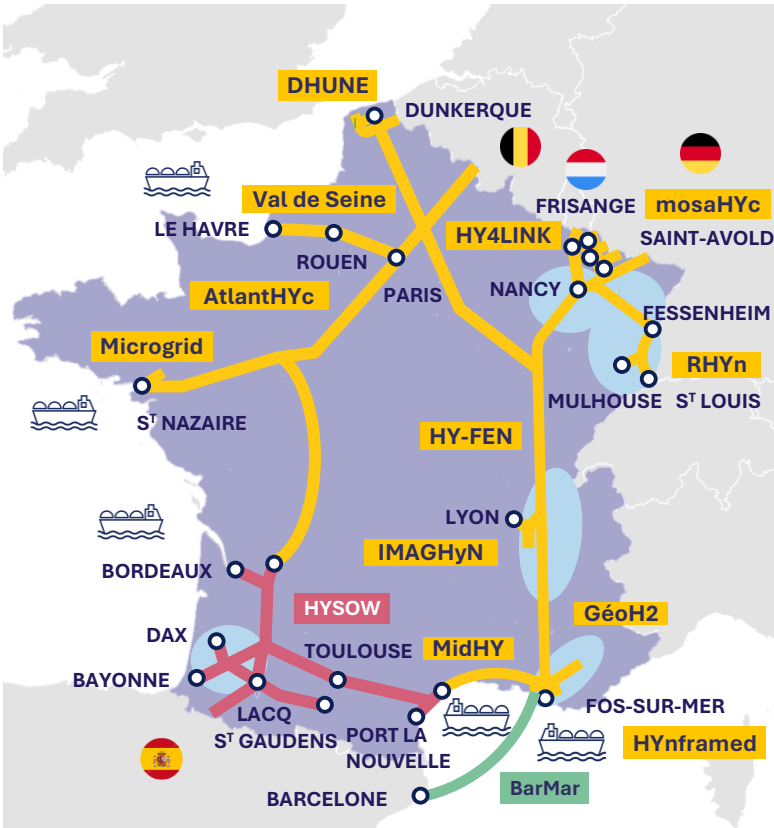 DHUNE
DUNKERQUE
Val de Seine
FRISANGE
mosaHYc
LE HAVRE
HY4LINK
SAINT-AVOLD
ROUEN
AtlantHYc
PARIS
NANCY
FESSENHEIM
Microgrid
RHYn
MULHOUSE
Sᵀ LOUIS
Sᵀ NAZAIRE
HY-FEN
LYON
IMAGHyN
BORDEAUX
HYSOW
GéoH2
DAX
TOULOUSE
MidHY
BAYONNE
LACQ
FOS-SUR-MER
Sᵀ GAUDENS
PORT LA
NOUVELLE
HYnframed
BARCELONE
BarMar